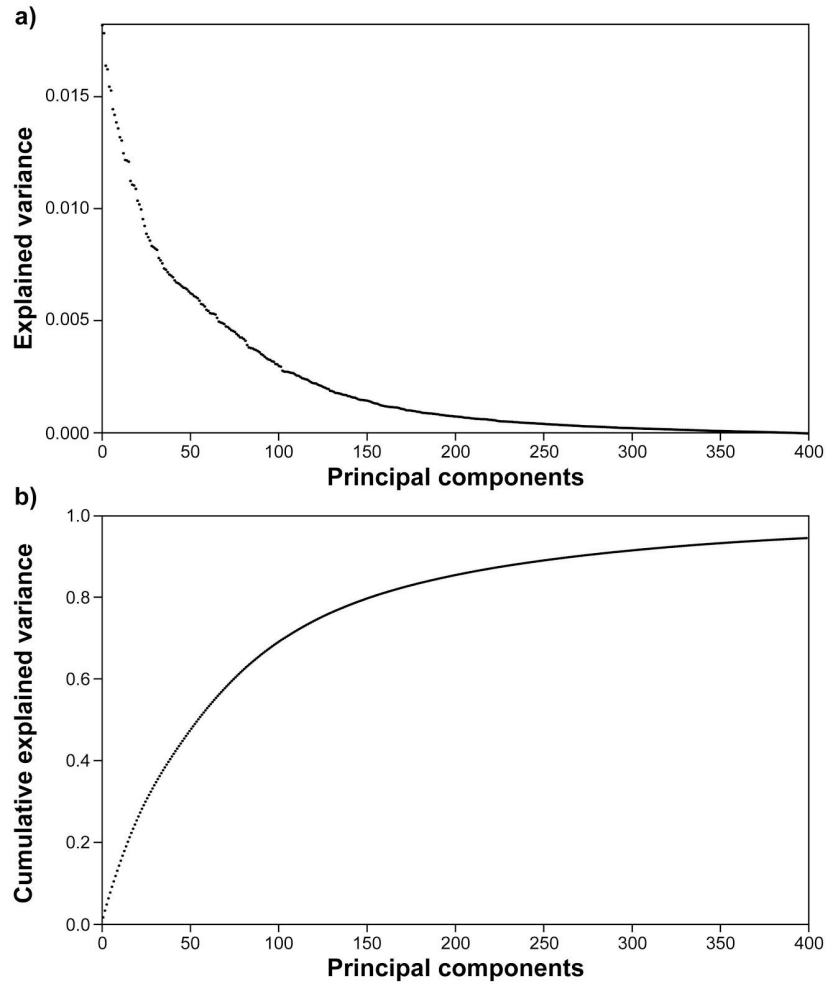 a)
0.015
0.010
0.005
0.000
Explained variance
0 50 100 150 200 250 300 350 400
Principal components
b)
1.0
0.8
0.6
0.4
0.2
0.0
Cumulative explained variance
0 50 100 150 200 250 300 350 400
Principal components